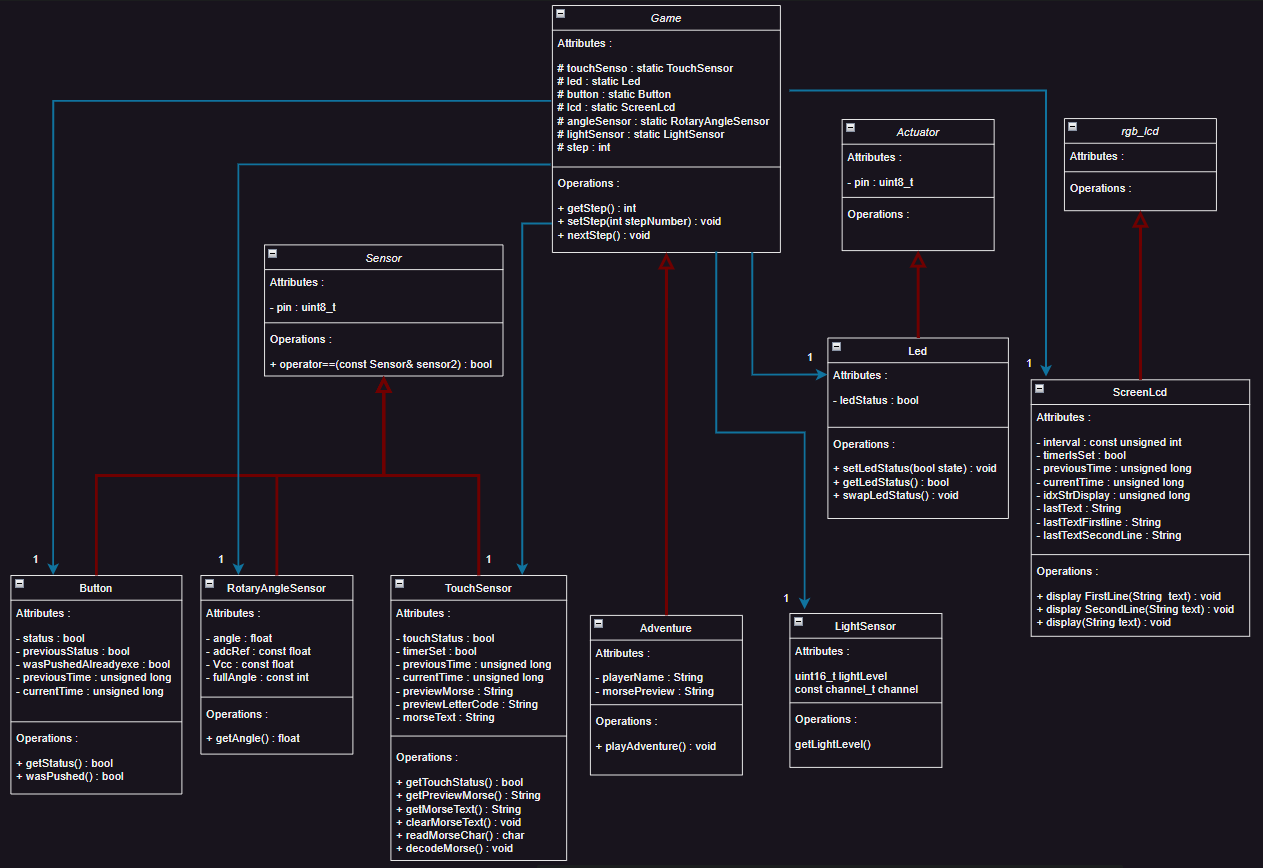 Game
Attributes :
# touchSenso : static TouchSensor
# led : static Led
# button : static Button
# lcd : static ScreenLcd
# angleSensor : static RotaryAngleSensor
# lightSensor : static LightSensor
# step : int
Operations :
+ getStep() : int
+ setStep(int stepNumber) : void
+ nextStep() : void
Actuator
Attributes :
- pin : uint8_t
Operations :
rgb_lcd
Attributes :
Operations :
Sensor
Attributes :
- pin : uint8_t
Operations :
+ operator==(const Sensor& sensor2) : bool
1
Led
Attributes :
- ledStatus : bool
Operations :
+ setLedStatus(bool state) : void
+ getLedStatus() : bool
+ swapLedStatus() : void
1
ScreenLcd
Attributes :
- interval : const unsigned int
- timerIsSet : bool
- previousTime : unsigned long
- currentTime : unsigned long
- idxStrDisplay : unsigned long
- lastText : String
- lastTextFirstline : String
- lastTextSecondLine : String
Operations :
+ display FirstLine(String  text) : void
+ display SecondLine(String text) : void
+ display(String text) : void
1
Button
Attributes :
- status : bool
- previousStatus : bool
- wasPushedAlreadyexe : bool
- previousTime : unsigned long
- currentTime : unsigned long
Operations :
+ getStatus() : bool
+ wasPushed() : bool
1
RotaryAngleSensor
Attributes :
- angle : float
- adcRef : const float
- Vcc : const float
- fullAngle : const int
Operations :
+ getAngle() : float
1
TouchSensor
Attributes :
- touchStatus : bool
- timerSet : bool
- previousTime : unsigned long
- currentTime : unsigned long
- previewMorse : String
- previewLetterCode : String
- morseText : String
Operations :
+ getTouchStatus() : bool
+ getPreviewMorse() : String
+ getMorseText() : String
+ clearMorseText() : void
+ readMorseChar() : char
+ decodeMorse() : void
Adventure
Attributes :
- playerName : String
- morsePreview : String
Operations :
+ playAdventure() : void
1
LightSensor
Attributes :
uint16_t lightLevel
const channel_t channel
Operations :
getLightLevel()